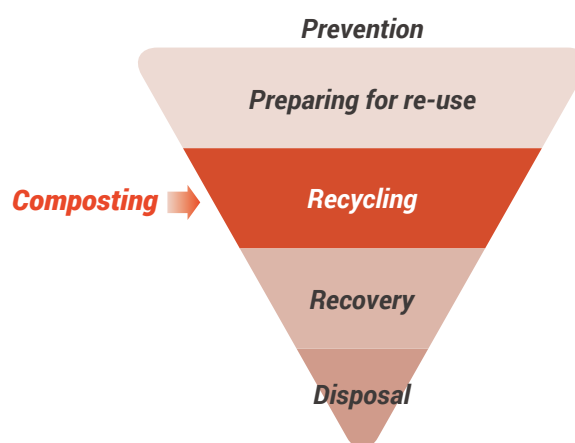 Prevention
Preparing for re-use
Composting
Recycling
Recovery
Disposal